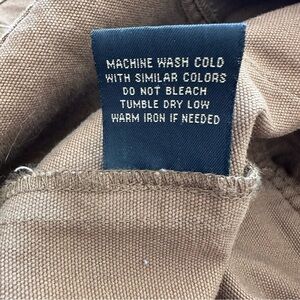 MACHINE WASH COLD
WITH SIMILAR COLORS
DO NOT BLEACH
TUMBLE DRY LOW
WARM IRON IF NEEDED